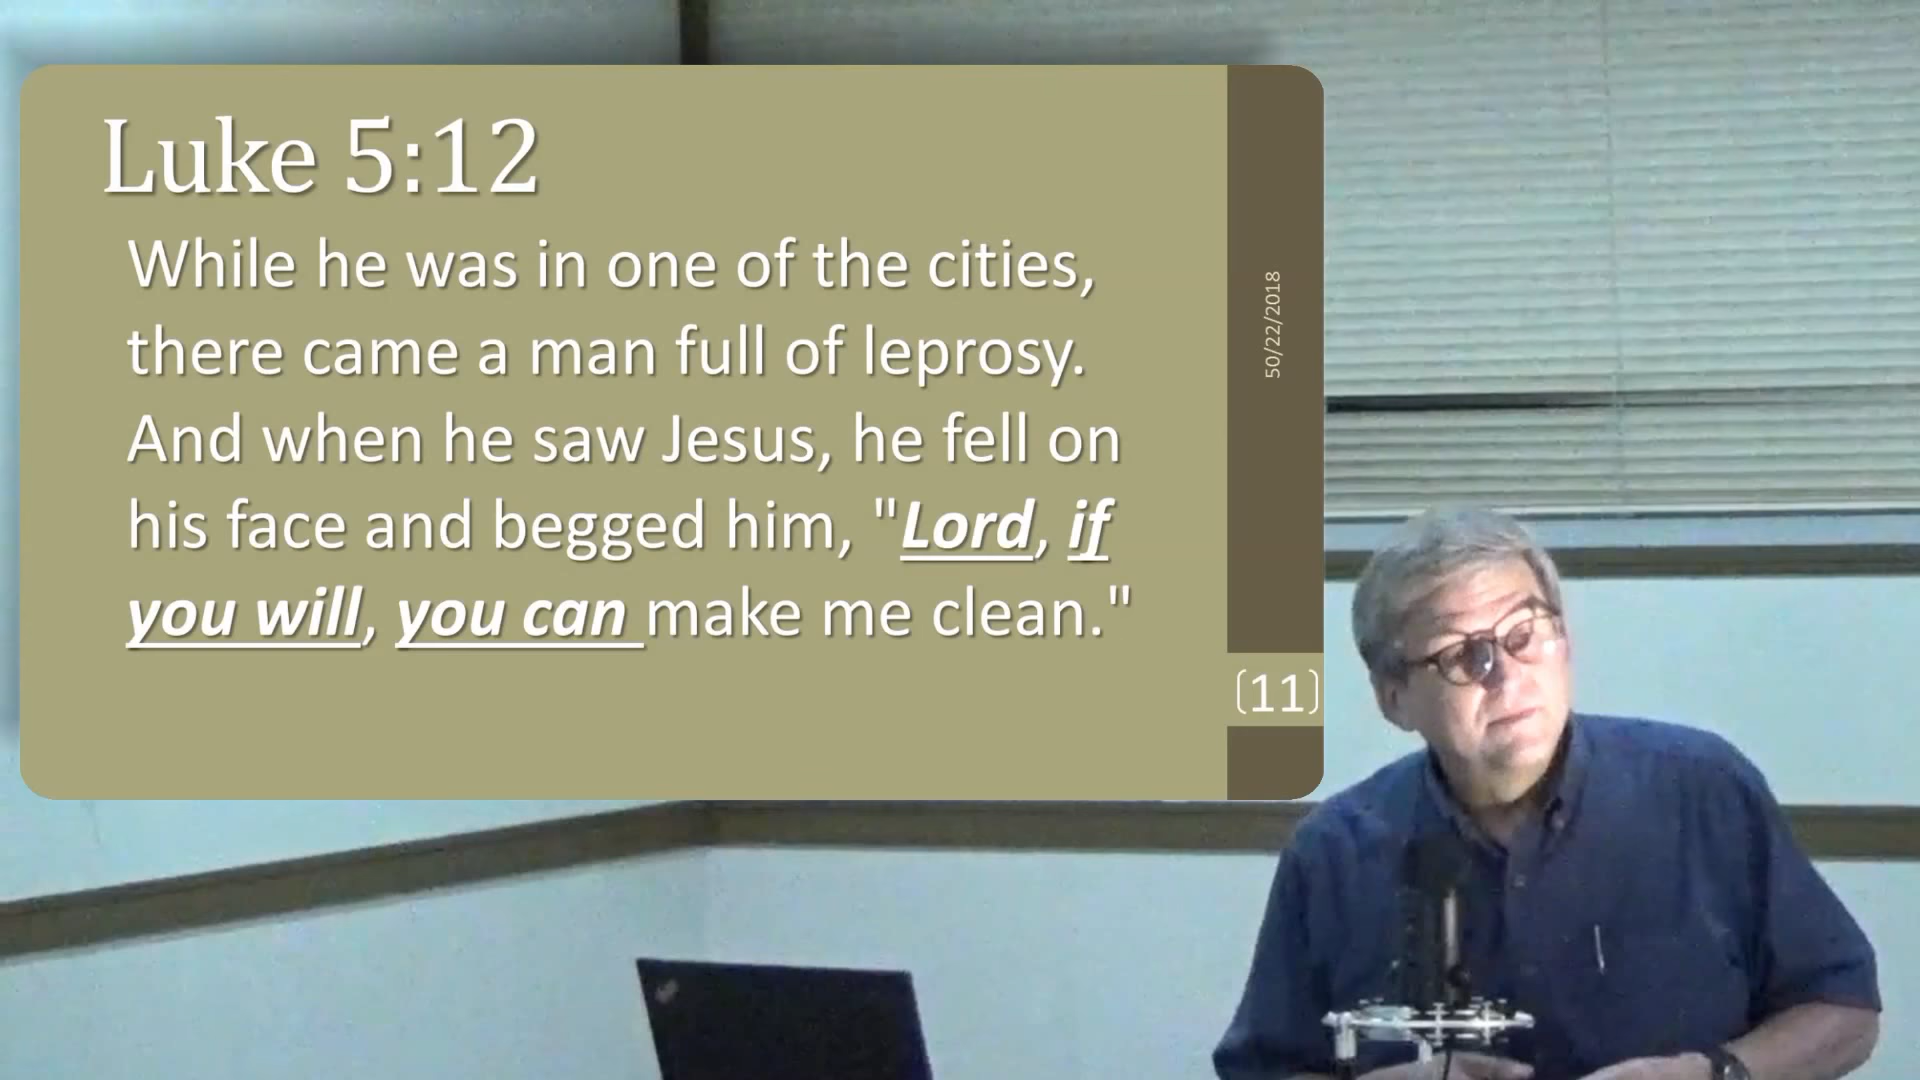 Luke 5:12
While he was in one of the cities,
there came a man full of leprosy.
And when he saw Jesus, he fell on
his face and begged him, "Lord, if
you will, you can make me clean."
50/22/2018
(11)